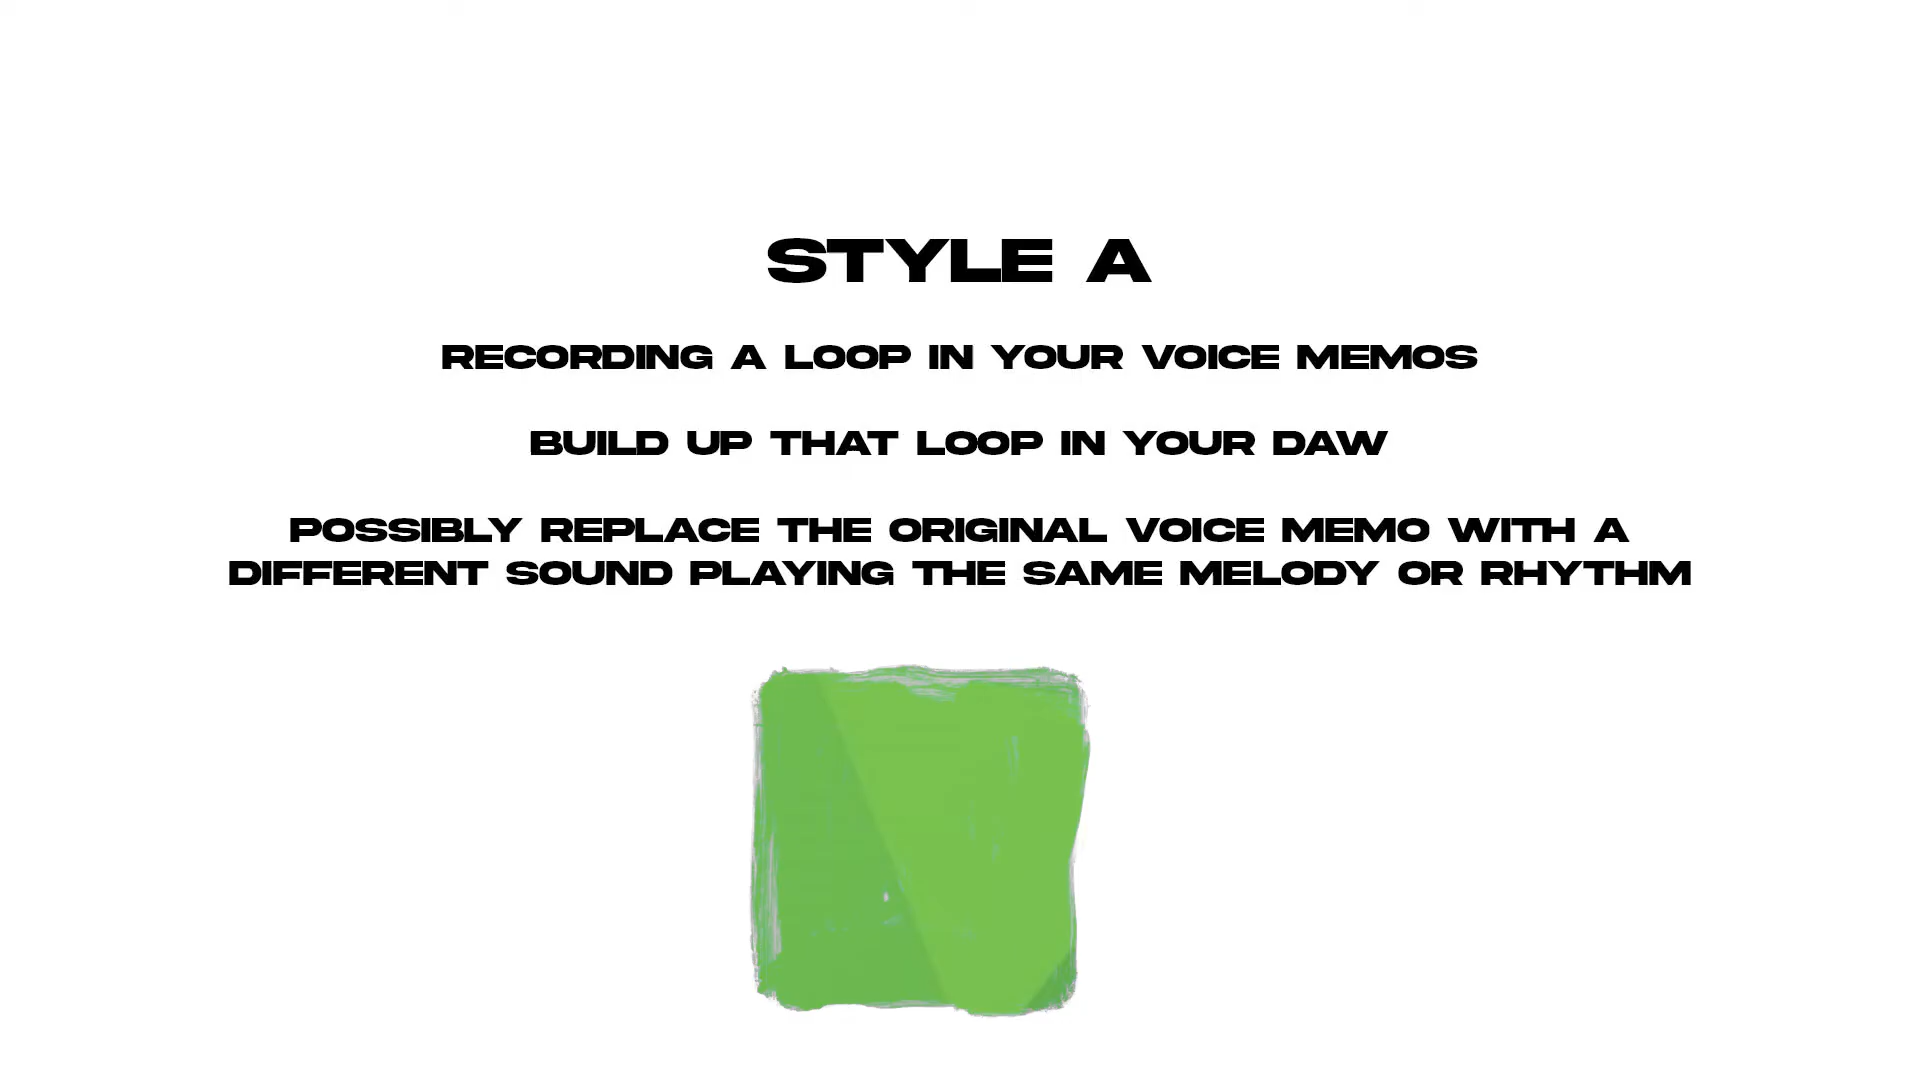 STYLE A
RECORDING A LOOP IN YOUR VOICE MEMOS
BUILD UP THAT LOOP IN YOUR DAW
POSSIBLY REPLACE THE ORIGINAL VOICE MEMO WITH A
DIFFERENT SOUND PLAYING THE SAME MELODY OR RHYTHM